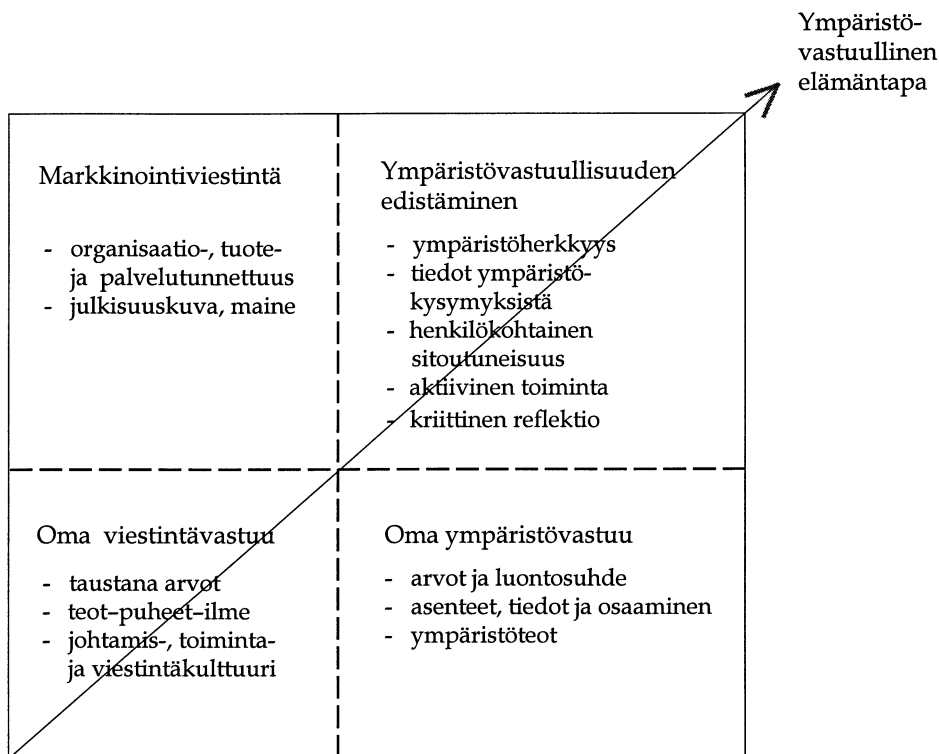 Ympäristö-
vastuullinen
elämäntapa
Markkinointiviestintä
- organisaatio-, tuote-
ja palvelutunnettuus
- julkisuuskuva, maine
Ympäristövastuullisuuden
edistäminen
- ympäristöherkkyys
- tiedot ympäristö-
kysymyksistä
- henkilökohtainen
sitoutuneisuus
- aktiivinen toiminta
- kriittinen reflektio
Oma viestintävastuu
- taustana arvot
- teot–puheet–ilme
- johtamis-, toiminta-
ja viestintäkulttuuri
Oma ympäristövastuu
- arvot ja luontosuhde
- asenteet, tiedot ja osaaminen
- ympäristöteot